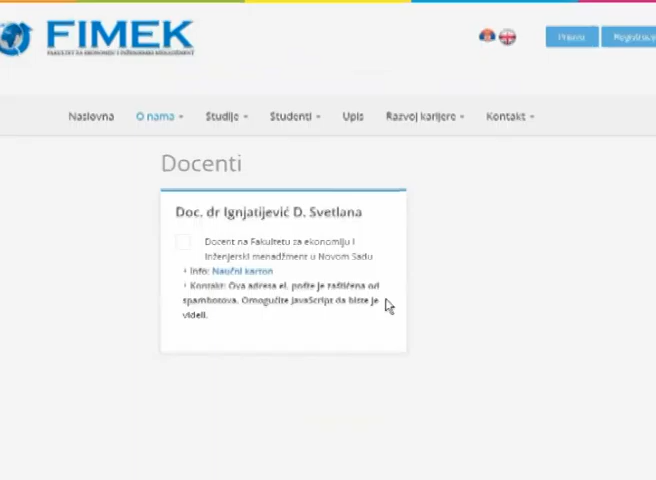 FIMEK
FAKULTET ZA EKONOMIJU I INŽENJERSKI MENADŽMENT
Naslovna
O nama
Studije
Studenti
Upis
Razvoj karijere
Kontakt
Docenti
Doc. dr Ignjatijević D. Svetlana
Docent na Fakultetu za ekonomiju i
inženjerski menadžment u Novom Sadu
Info: Naučni karton
Kontakt: Ova adresa el. pošte je zaštićena od
spambotova. Omogućite JavaScript da biste je
videli.